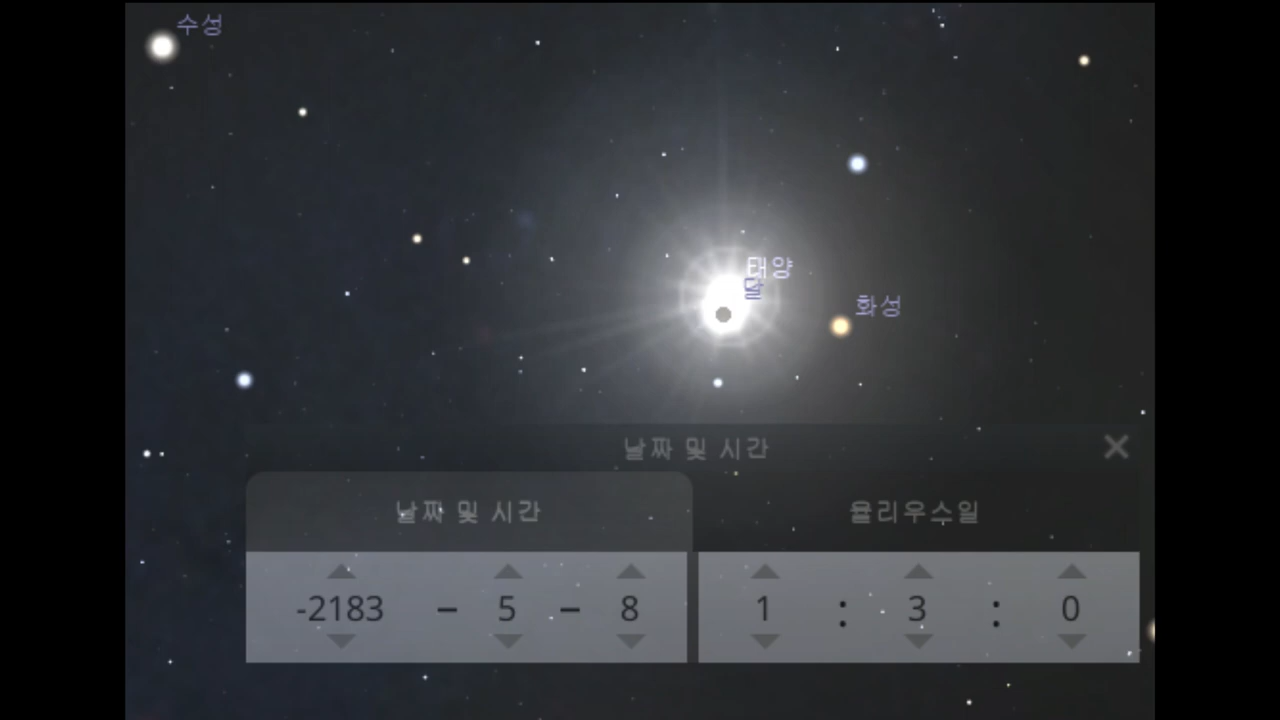 수성
태양
달
화성
날짜 및 시간
날짜 및 시간
율리우스일
-2183 - 5 - 8
1 : 3 : 0